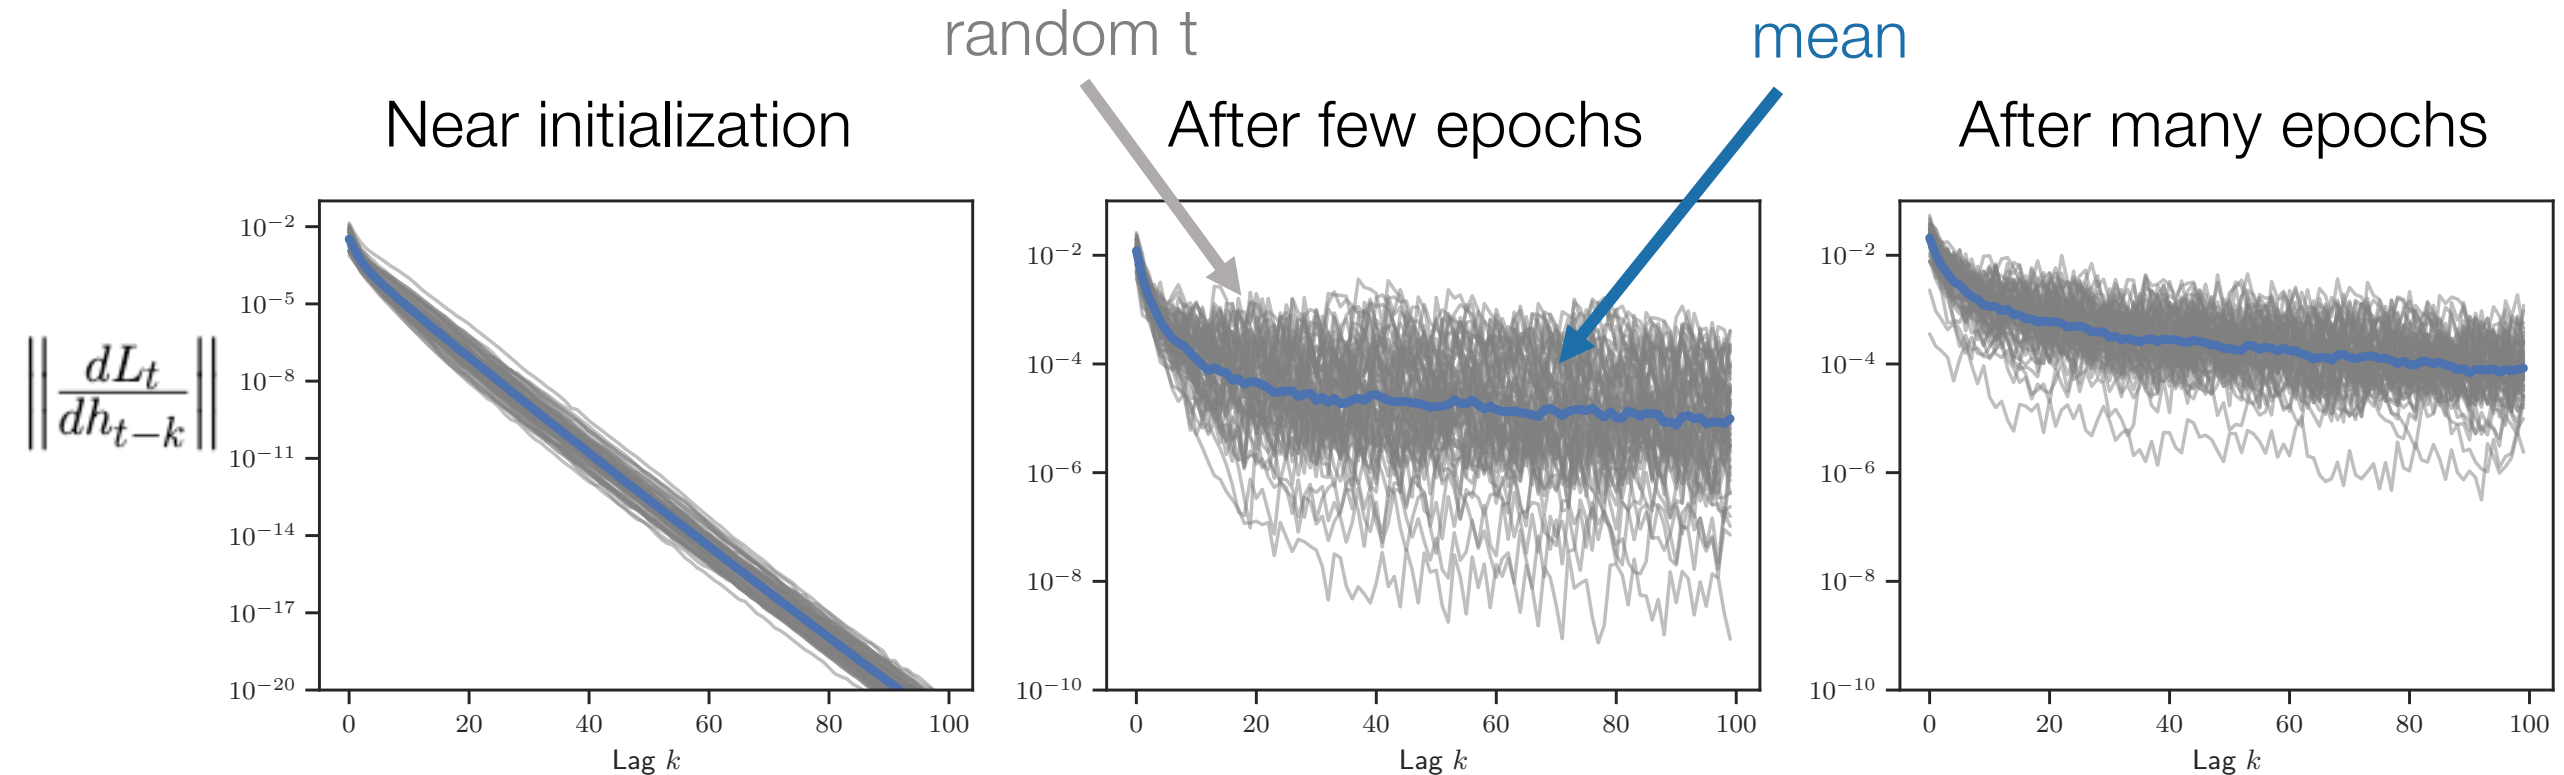 random t
mean
Near initialization
After few epochs
After many epochs
‖dL_t/dh_{t−k}‖
10^−2
10^−5
10^−8
10^−11
10^−14
10^−17
10^−20
0 20 40 60 80 100
Lag k
10^−2
10^−4
10^−6
10^−8
10^−10
0 20 40 60 80 100
Lag k
10^−2
10^−4
10^−6
10^−8
10^−10
0 20 40 60 80 100
Lag k